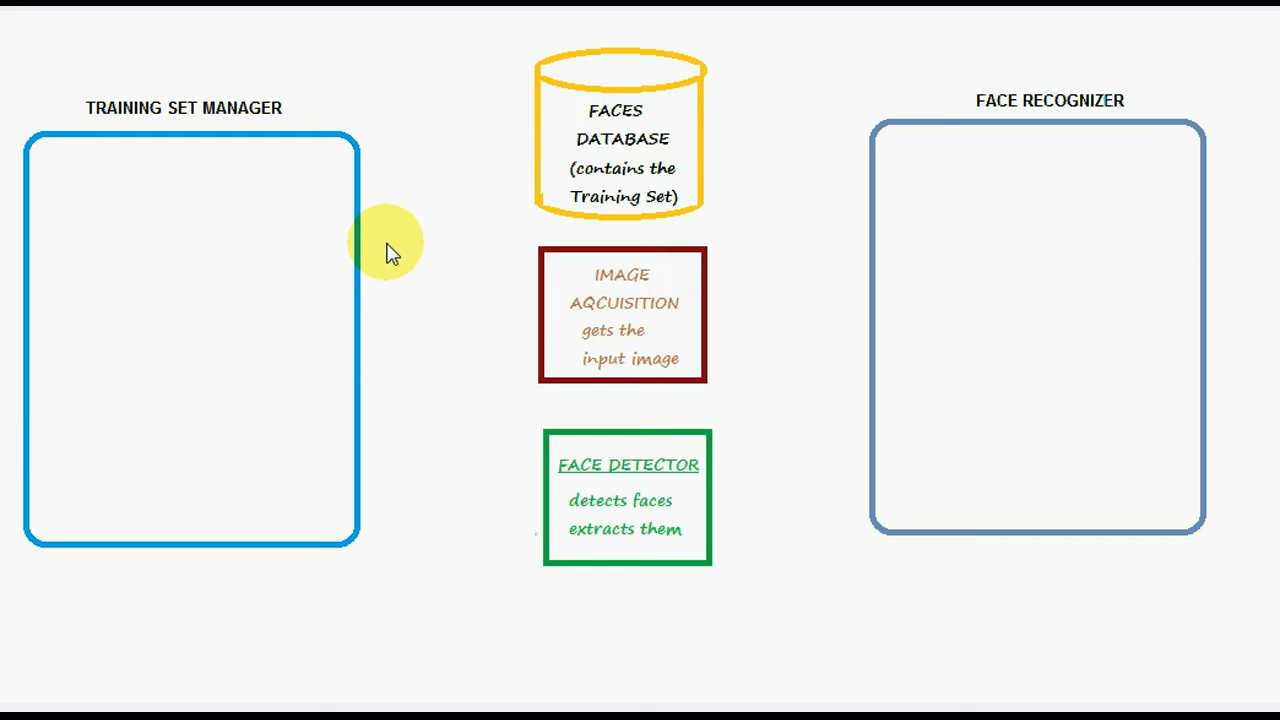 TRAINING SET MANAGER
FACES
DATABASE
(contains the
Training Set)
IMAGE
AQCUISITION
gets the
input image
FACE DETECTOR
detects faces
extracts them
FACE RECOGNIZER